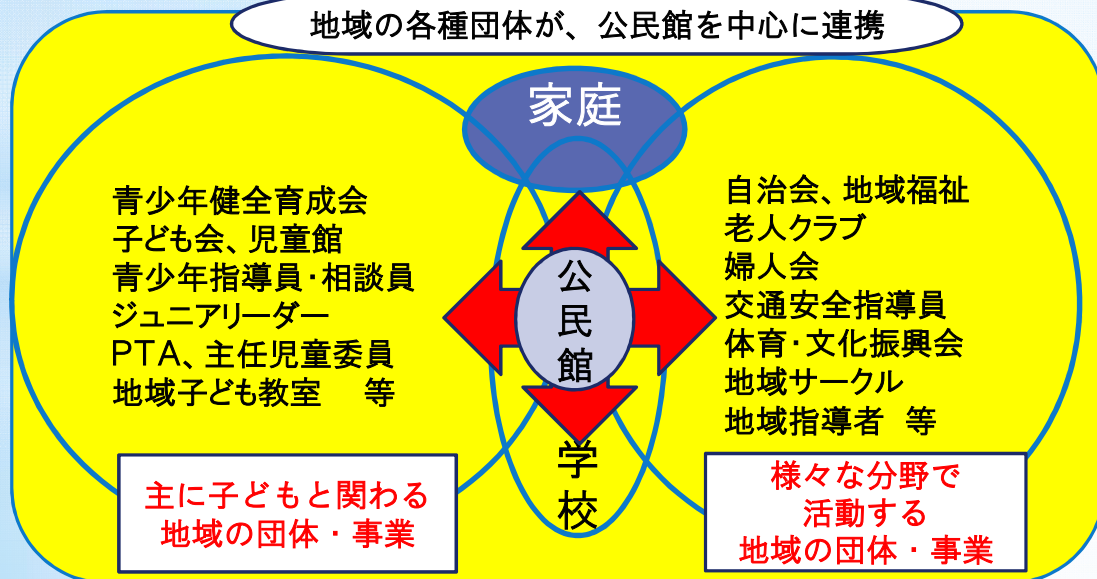 地域の各種団体が、公民館を中心に連携
家庭
青少年健全育成会
子ども会、児童館
青少年指導員・相談員
ジュニアリーダー
PTA、主任児童委員
地域子ども教室　等
公民館
自治会、地域福祉
老人クラブ
婦人会
交通安全指導員
体育・文化振興会
地域サークル
地域指導者　等
学校
主に子どもと関わる
地域の団体・事業
様々な分野で
活動する
地域の団体・事業